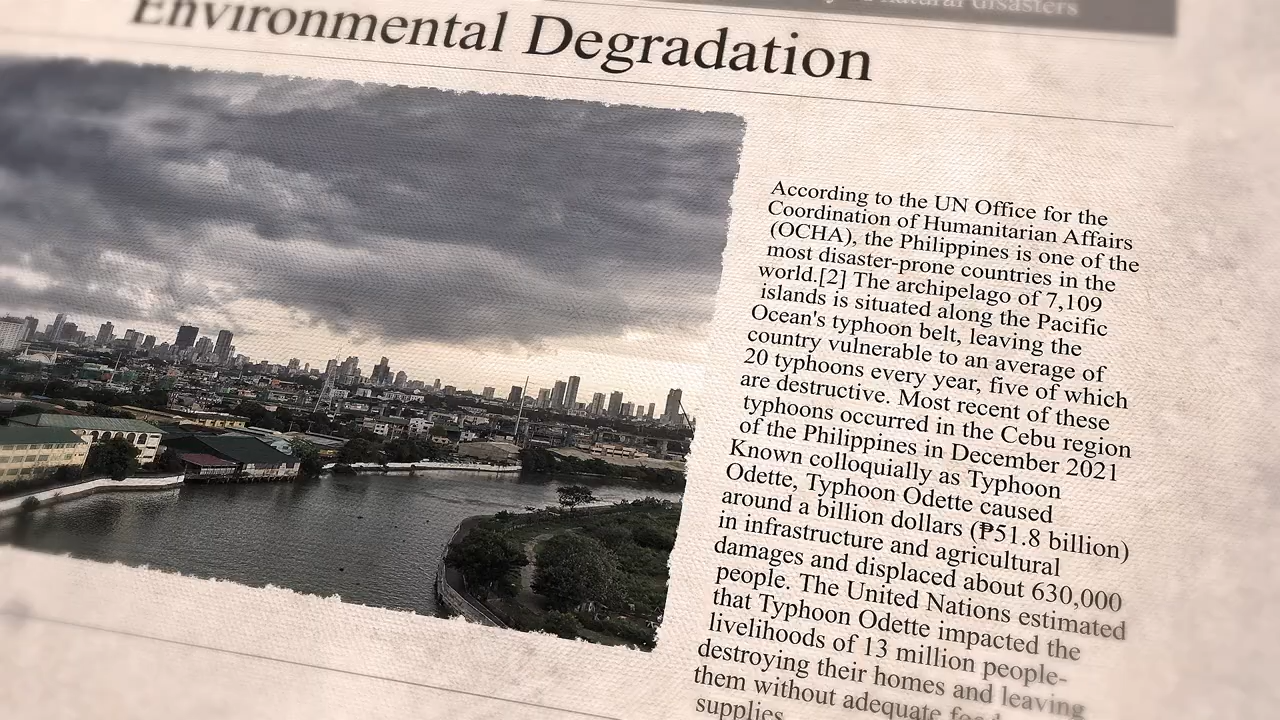 natural disasters
Environmental Degradation
According to the UN Office for the
Coordination of Humanitarian Affairs
(OCHA), the Philippines is one of the
most disaster-prone countries in the
world.[2] The archipelago of 7,109
islands is situated along the Pacific
Ocean's typhoon belt, leaving the
country vulnerable to an average of
20 typhoons every year, five of which
are destructive. Most recent of these
typhoons occurred in the Cebu region
of the Philippines in December 2021
Known colloquially as Typhoon
Odette, Typhoon Odette caused
around a billion dollars (₱51.8 billion)
in infrastructure and agricultural
damages and displaced about 630,000
people. The United Nations estimated
that Typhoon Odette impacted the
livelihoods of 13 million people-
destroying their homes and leaving
them without adequate
supplies